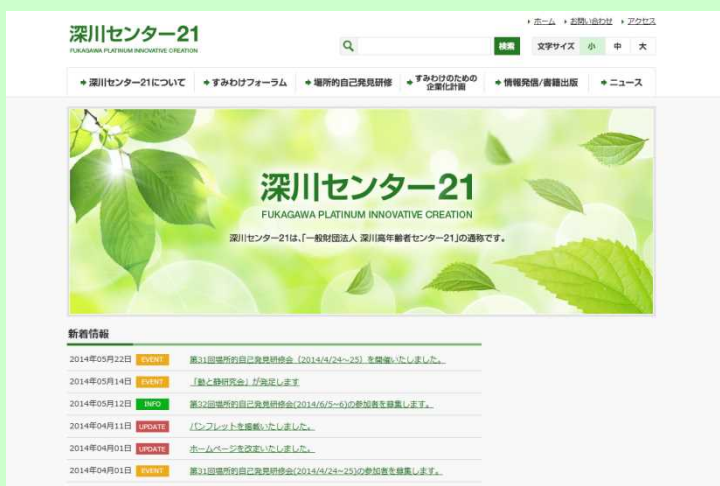 ホーム お問い合わせ アクセス
深川センター21
FUKAGAWA PLATINUM INNOVATIVE CREATION
検索 文字サイズ 小 中 大
深川センター21について すみわけフォーラム 場所的自己発見研修 すみわけのための企業化計画 情報発信/書籍出版 ニュース
深川センター21
FUKAGAWA PLATINUM INNOVATIVE CREATION
深川センター21は、「一般財団法人 深川高年齢者センター21」の通称です。
新着情報
2014年05月22日 EVENT 第31回場所的自己発見研修会（2014/4/24～25）を開催いたしました。
2014年05月14日 EVENT 「動と静研究会」が発足します
2014年05月12日 INFO 第32回場所的自己発見研修会(2014/6/5~6)の参加者を募集します。
2014年04月11日 UPDATE パンフレットを掲載いたしました。
2014年04月01日 UPDATE ホームページを改定いたしました。
2014年04月01日 EVENT 第31回場所的自己発見研修会(2014/4/24~25)の参加者を募集します。